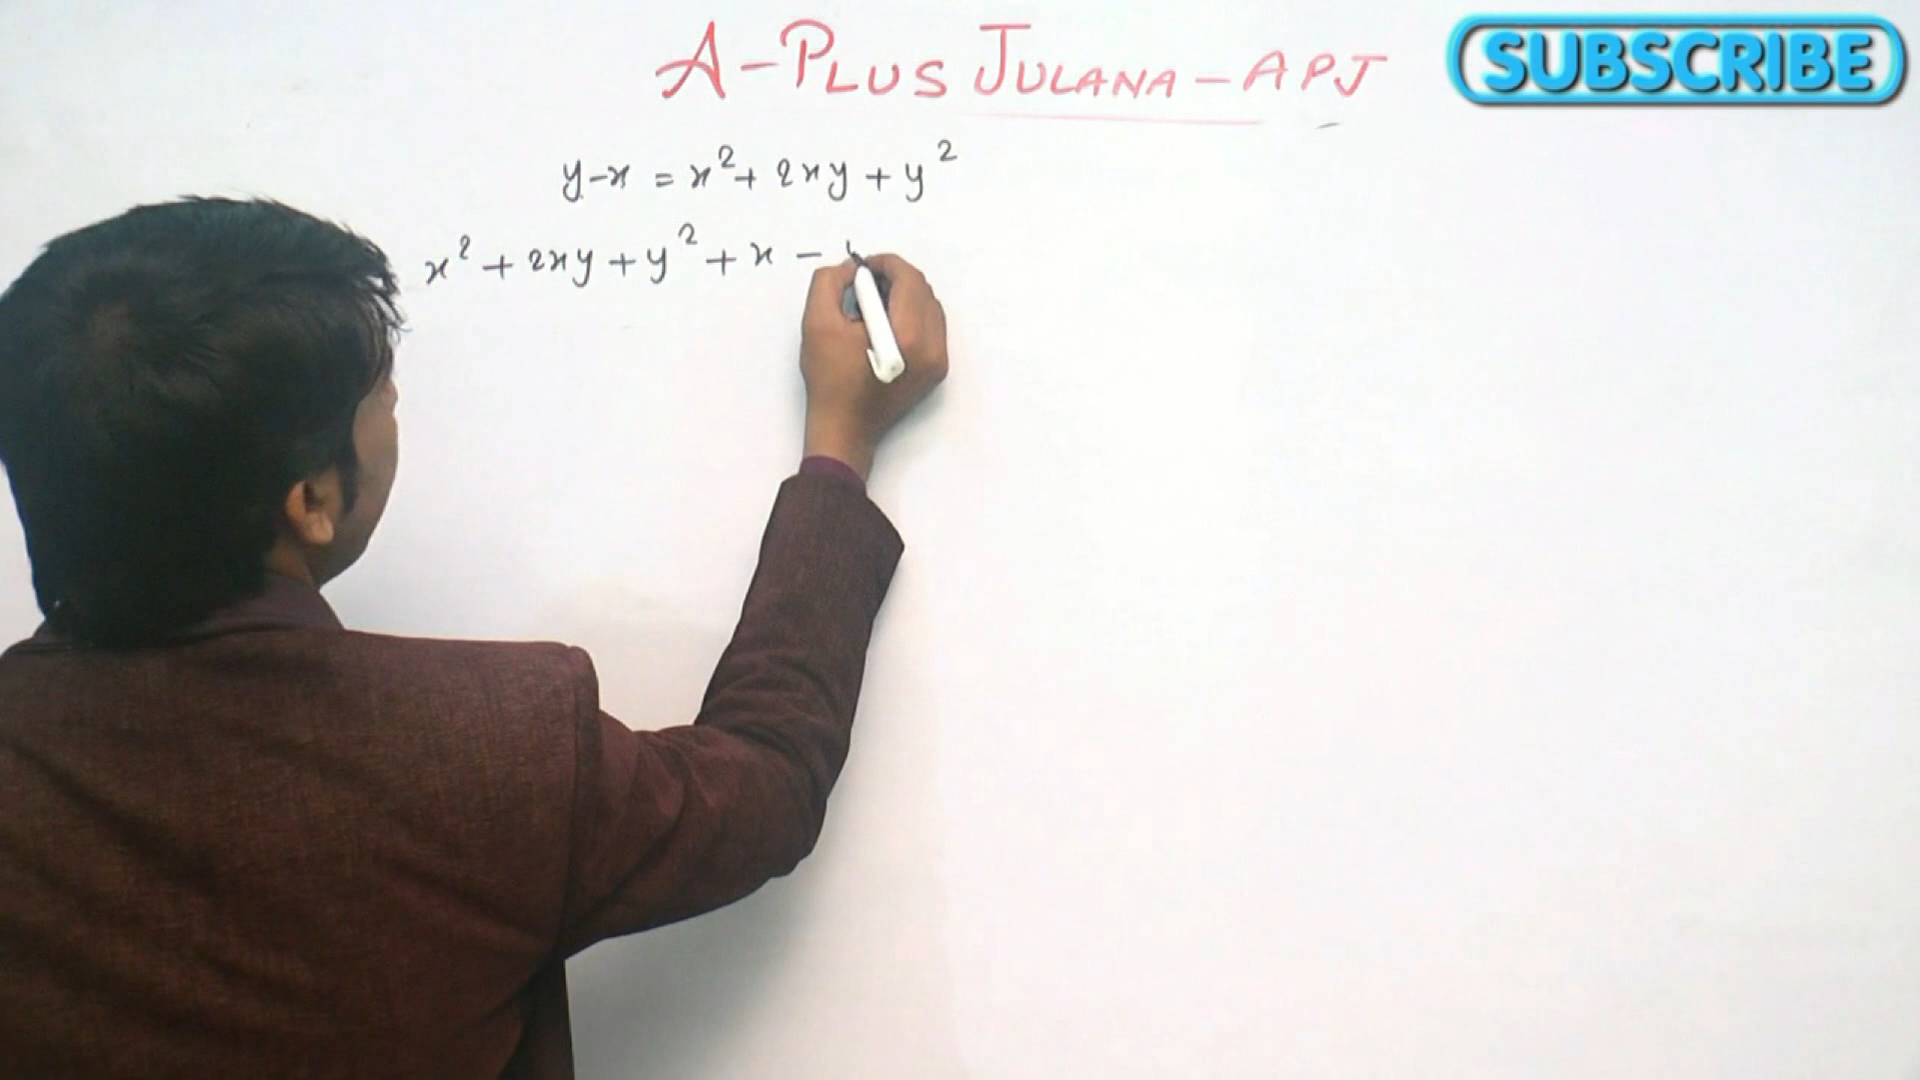 A-PLUS JULANA-APJ
SUBSCRIBE
y-x = x²+ 2xy + y²
x² + 2xy + y² + x -